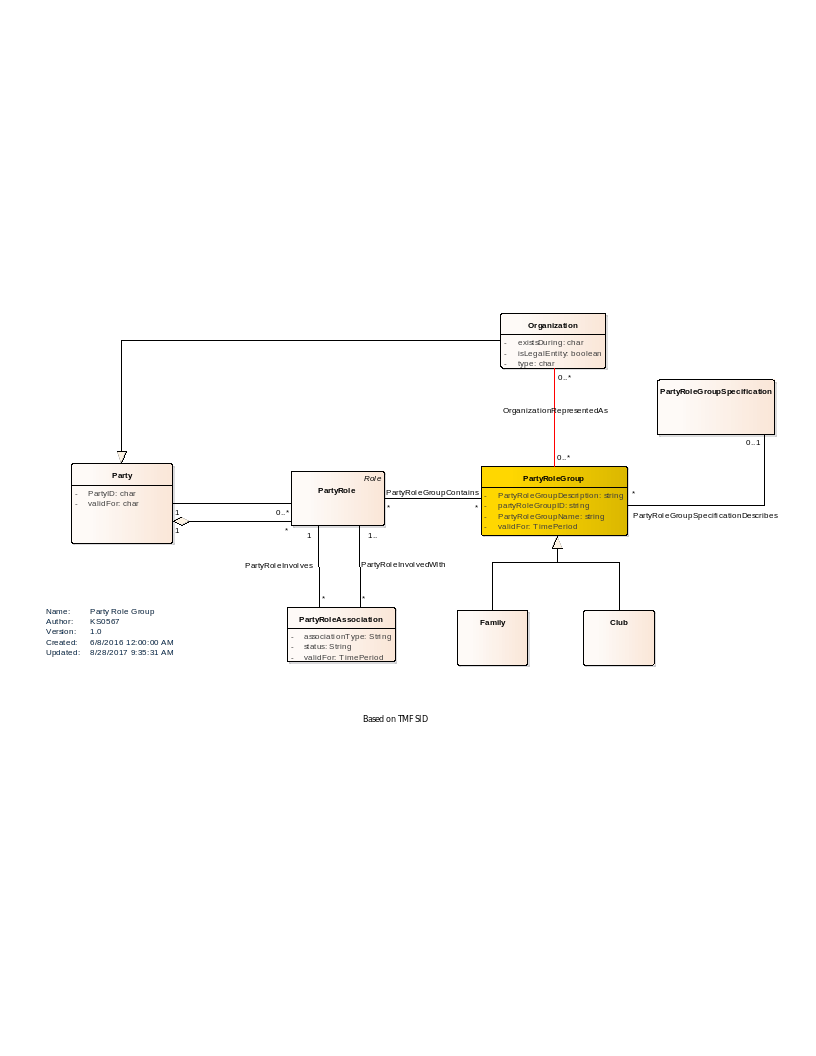 Organization
- existsDuring: char
- isLegalEntity: boolean
- type: char
0..*
PartyRoleGroupSpecification
OrganizationRepresentedAs
0..1
0..*
Party
- PartyID: char
- validFor: char
Role
PartyRole
PartyRoleGroupContains
PartyRoleGroup
- PartyRoleGroupDescription: string
- partyRoleGroupID: string
- PartyRoleGroupName: string
- validFor: TimePeriod
*
1
0..*
*
*
PartyRoleGroupSpecificationDescribes
1
*
1
1..
PartyRoleInvolves
PartyRoleInvolvedWith
*
*
PartyRoleAssociation
- associationType: String
- status: String
- validFor: TimePeriod
Family
Club
Name: Party Role Group
Author: KS0567
Version: 1.0
Created: 6/8/2016 12:00:00 AM
Updated: 8/28/2017 9:35:31 AM
Based on TMF SID